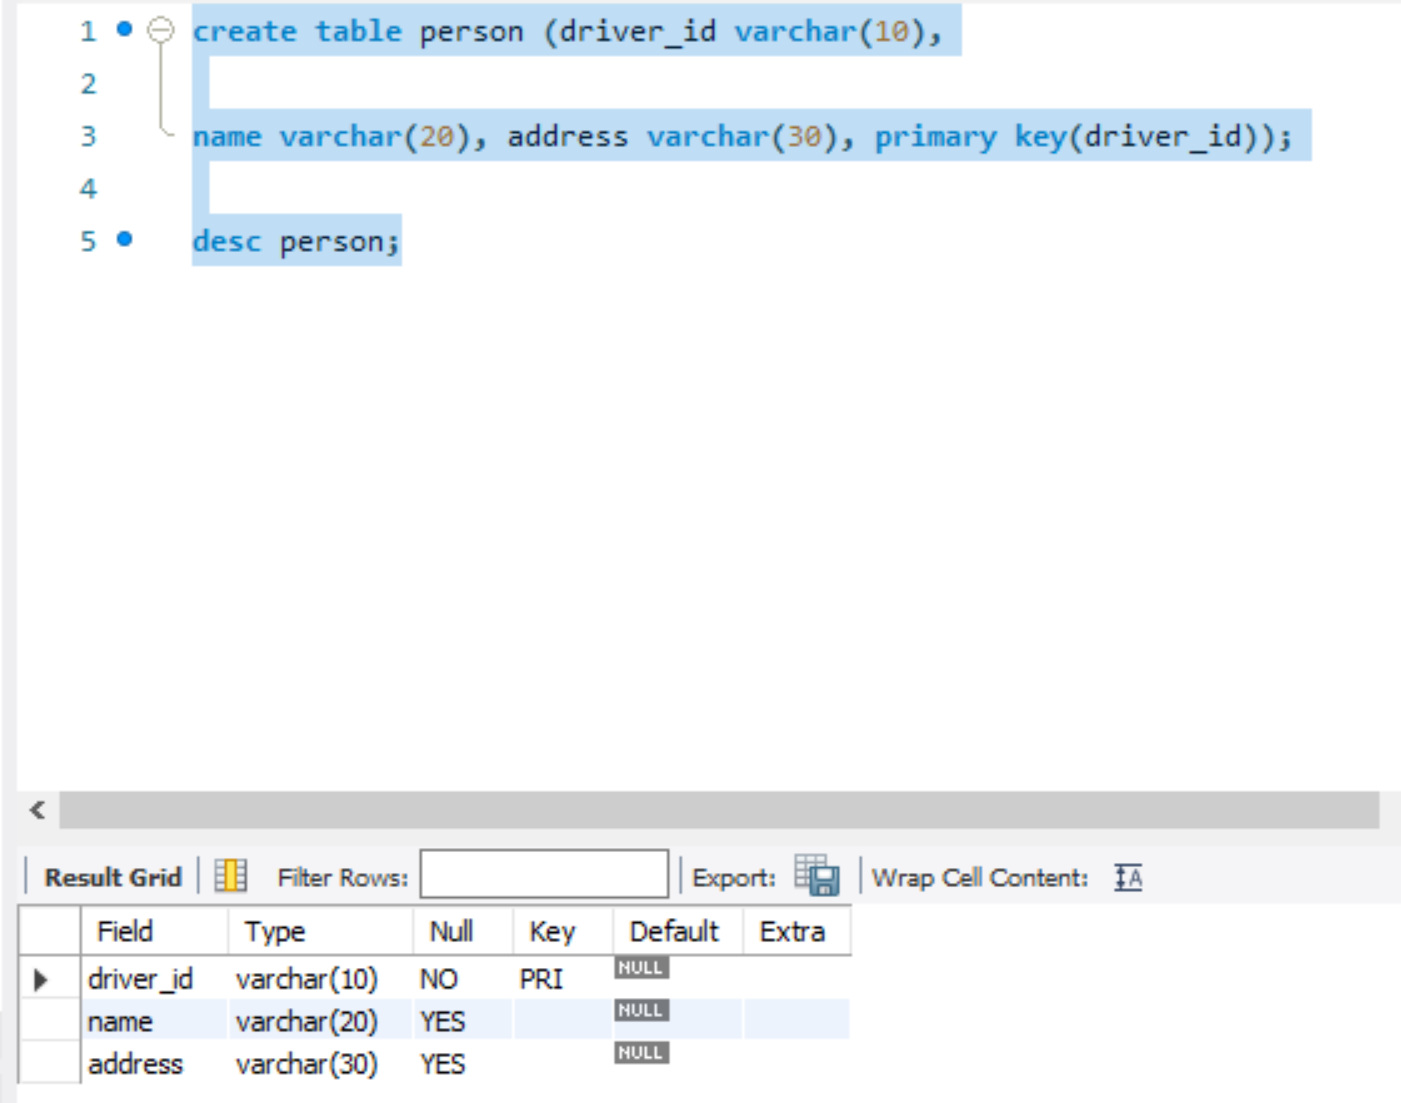 1 create table person (driver_id varchar(10),
2
3 name varchar(20), address varchar(30), primary key(driver_id));
4
5 desc person;
Result Grid Filter Rows: Export: Wrap Cell Content:
Field Type Null Key Default Extra
driver_id varchar(10) NO PRI NULL
name varchar(20) YES NULL
address varchar(30) YES NULL